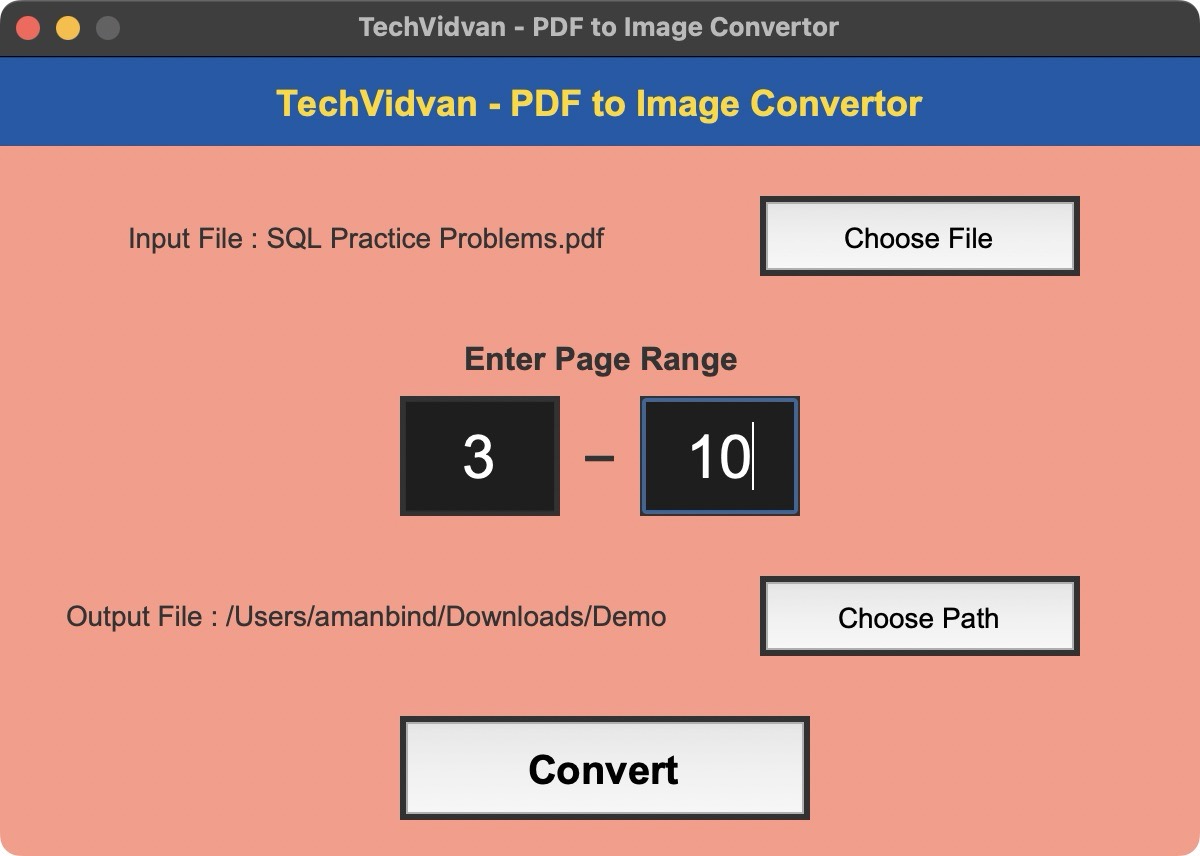 TechVidvan - PDF to Image Convertor
TechVidvan - PDF to Image Convertor
Input File : SQL Practice Problems.pdf
Choose File
Enter Page Range
3 – 10
Output File : /Users/amanbind/Downloads/Demo
Choose Path
Convert